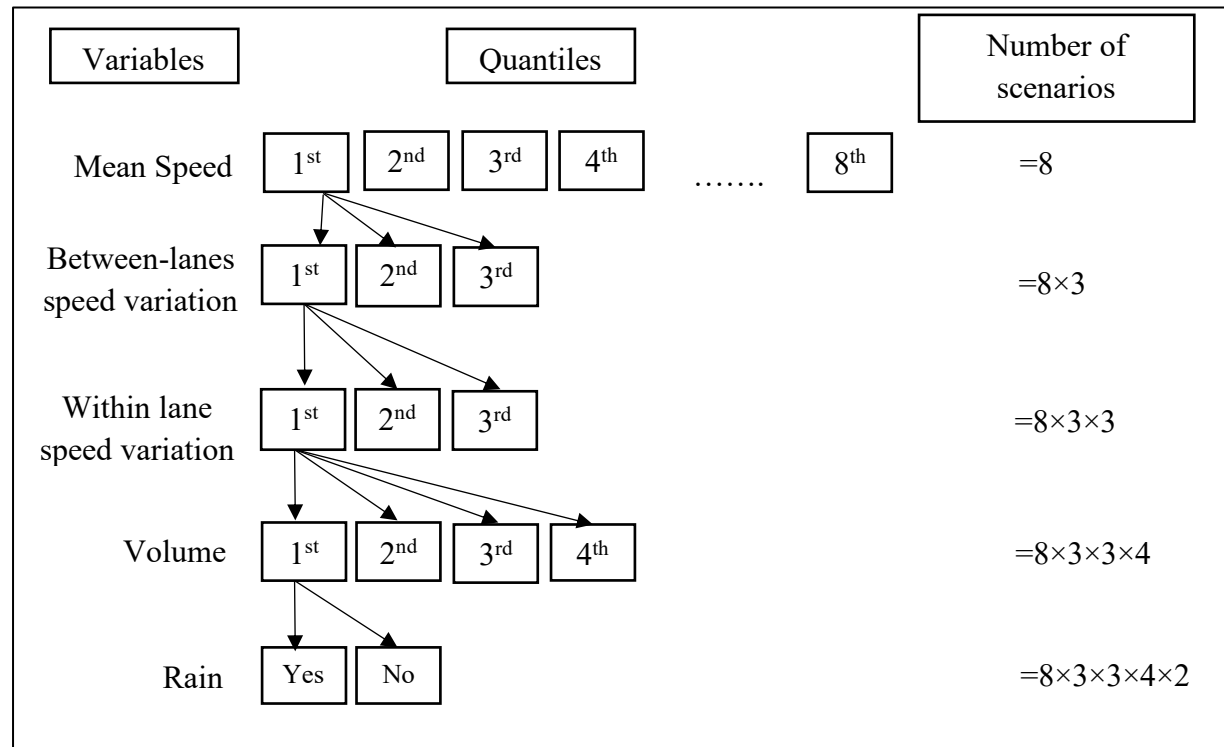 Variables
Quantiles
Number of
scenarios
Mean Speed
1st
2nd
3rd
4th
…….
8th
=8
Between-lanes
speed variation
1st
2nd
3rd
=8×3
Within lane
speed variation
1st
2nd
3rd
=8×3×3
Volume
1st
2nd
3rd
4th
=8×3×3×4
Rain
Yes
No
=8×3×3×4×2